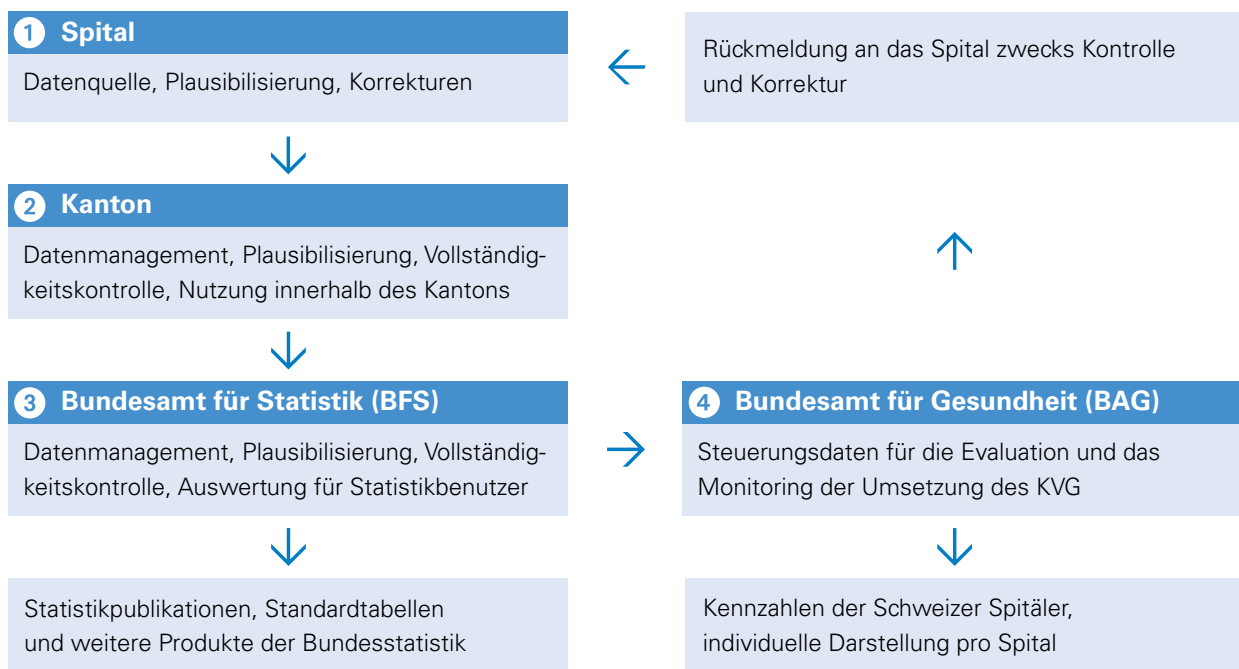 1 Spital
Datenquelle, Plausibilisierung, Korrekturen
Rückmeldung an das Spital zwecks Kontrolle
und Korrektur
2 Kanton
Datenmanagement, Plausibilisierung, Vollständig-
keitskontrolle, Nutzung innerhalb des Kantons
3 Bundesamt für Statistik (BFS)
Datenmanagement, Plausibilisierung, Vollständig-
keitskontrolle, Auswertung für Statistikbenutzer
4 Bundesamt für Gesundheit (BAG)
Steuerungsdaten für die Evaluation und das
Monitoring der Umsetzung des KVG
Statistikpublikationen, Standardtabellen
und weitere Produkte der Bundesstatistik
Kennzahlen der Schweizer Spitäler,
individuelle Darstellung pro Spital